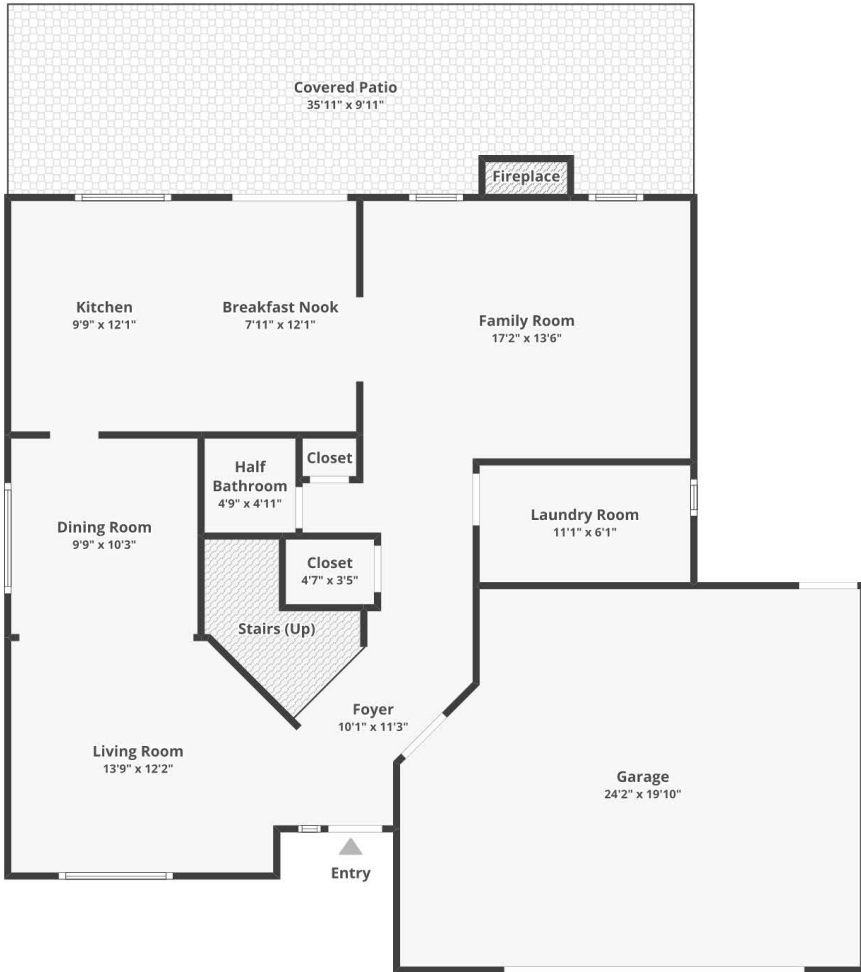 Covered Patio
35'11" x 9'11"
Fireplace
Kitchen
9'9" x 12'1"
Breakfast Nook
7'11" x 12'1"
Family Room
17'2" x 13'6"
Half
Bathroom
4'9" x 4'11"
Closet
Laundry Room
11'1" x 6'1"
Dining Room
9'9" x 10'3"
Closet
4'7" x 3'5"
Stairs (Up)
Foyer
10'1" x 11'3"
Living Room
13'9" x 12'2"
Garage
24'2" x 19'10"
Entry